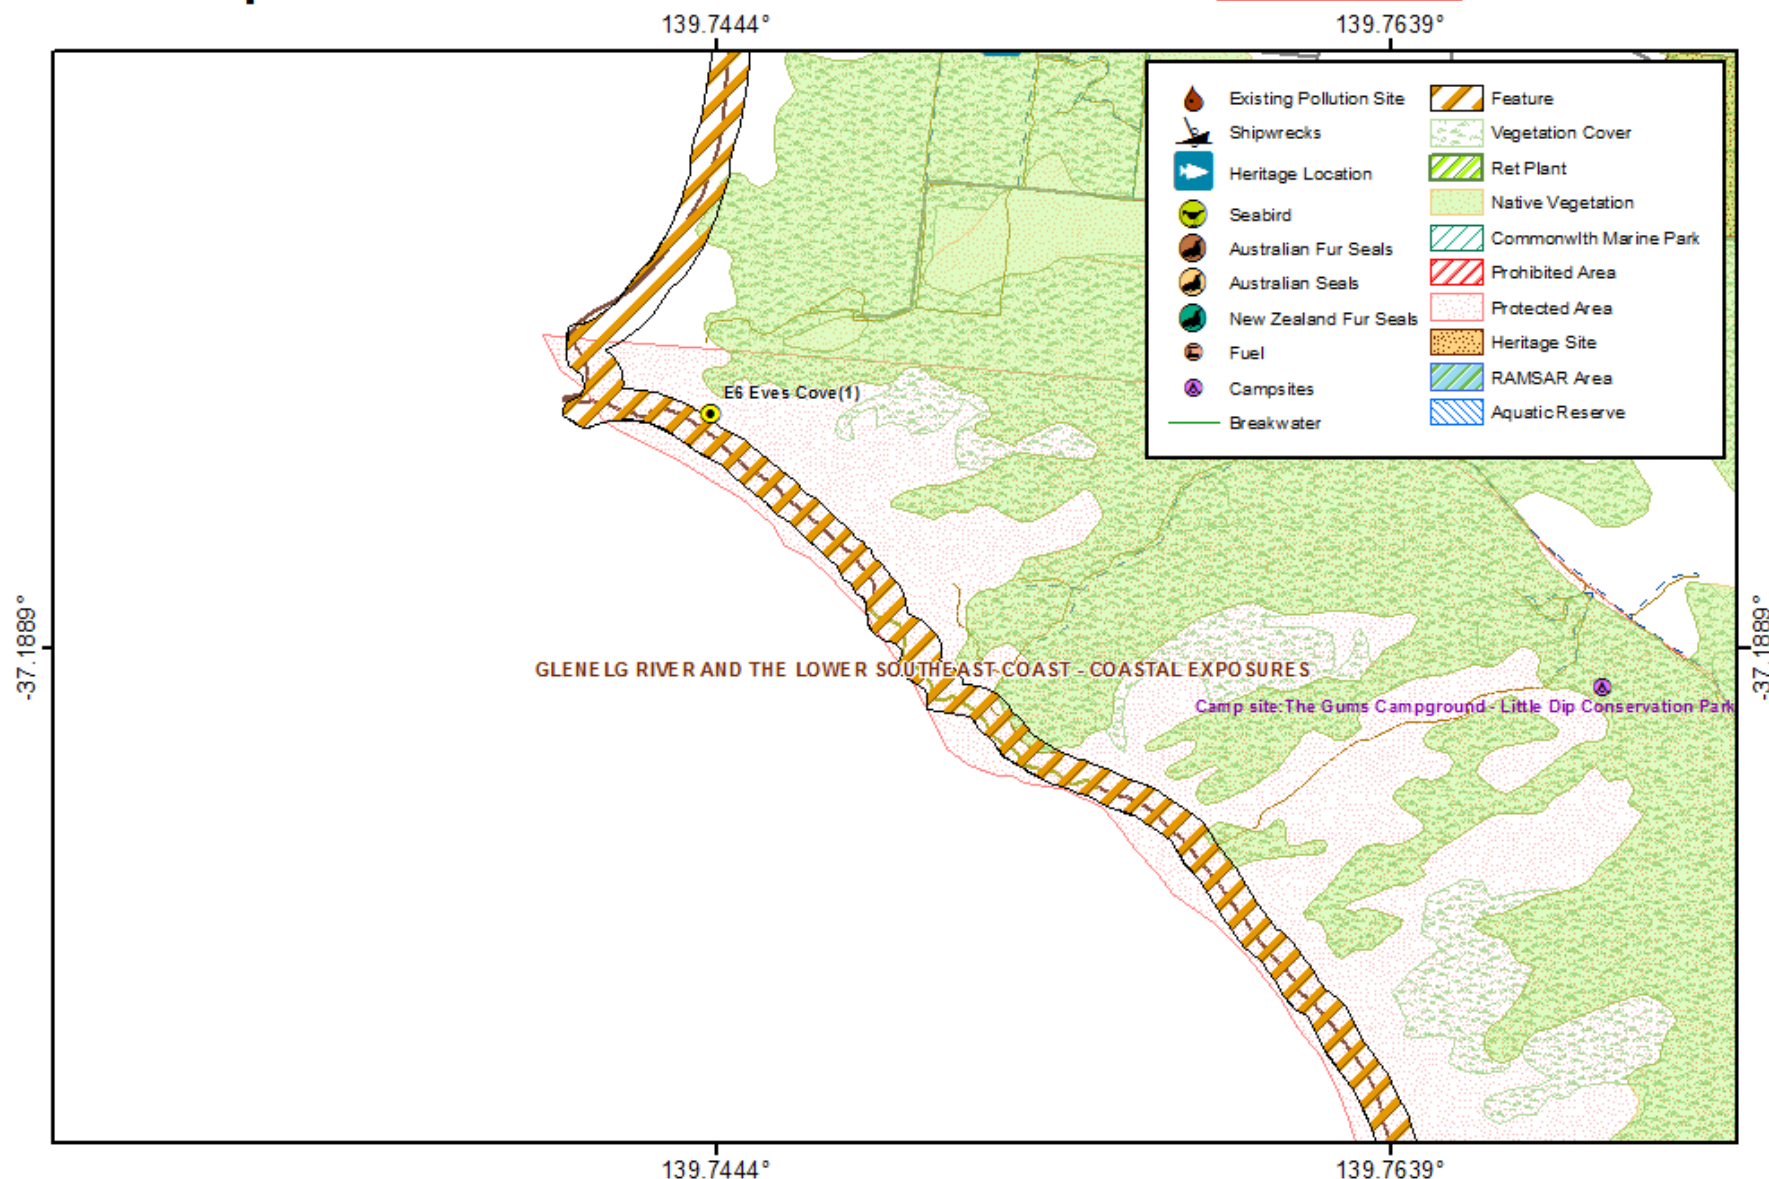 139.7444°
139.7639°
Existing Pollution Site
Shipwrecks
Heritage Location
Seabird
Australian Fur Seals
Australian Seals
New Zealand Fur Seals
Fuel
Campsites
Breakwater
Feature
Vegetation Cover
Ret Plant
Native Vegetation
Commonwlth Marine Park
Prohibited Area
Protected Area
Heritage Site
RAMSAR Area
Aquatic Reserve
E6 Eves Cove(1)
-37.1889°
-37.1889°
GLENELG RIVER AND THE LOWER SOUTHEAST COAST - COASTAL EXPOSURES
Camp site:The Gums Campground - Little Dip Conservation Park
139.7444°
139.7639°